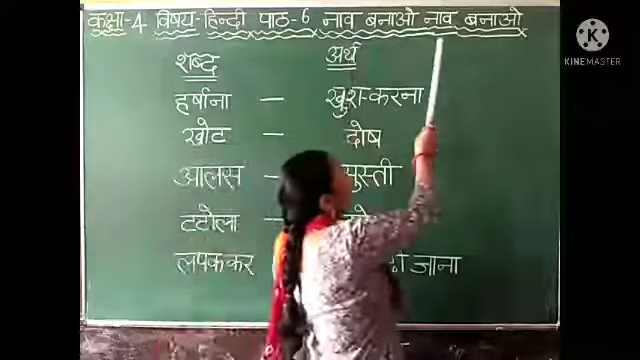 कक्षा-4 विषय-हिन्दी पाठ-6 नाव बनाओ नाव बनाओ
शब्द अर्थ
हर्षाना — खुश-करना
खोट — दोष
आलस - सुस्ती
टटोला -
लपककर जाना
KINEMASTER